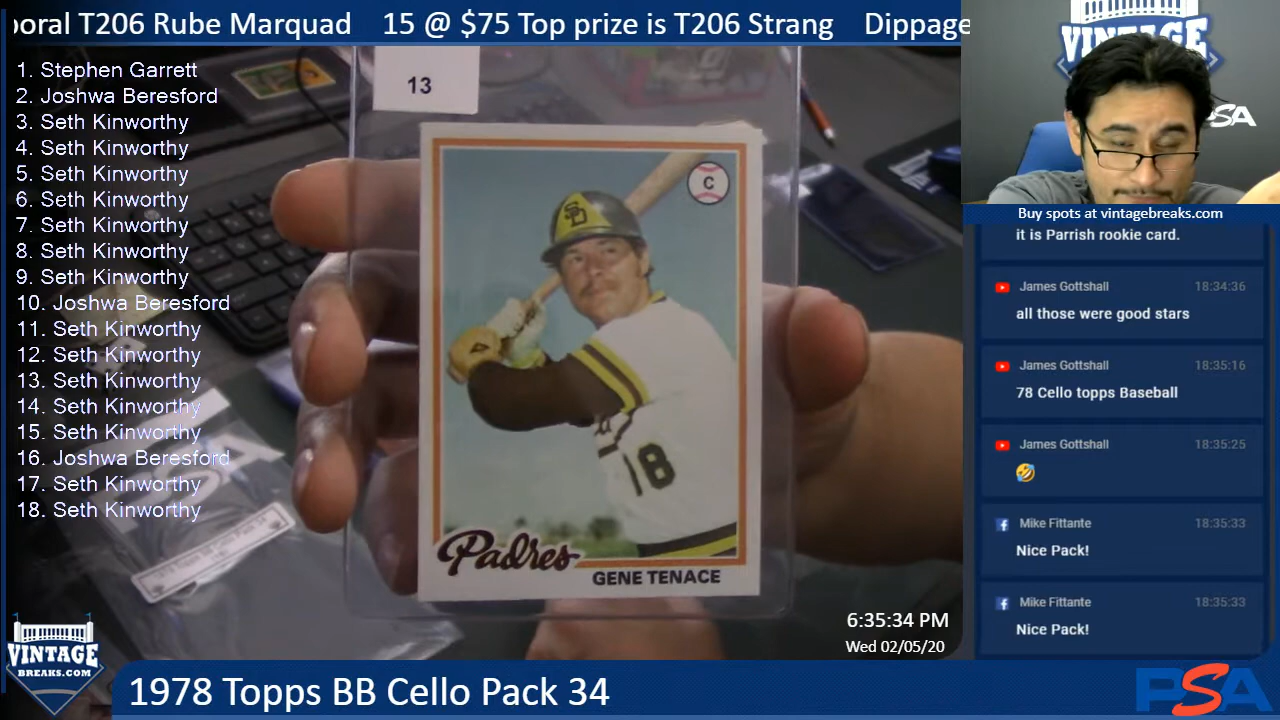 oral T206 Rube Marquad 15 @ $75 Top prize is T206 Strang Dippage
1. Stephen Garrett
2. Joshwa Beresford
3. Seth Kinworthy
4. Seth Kinworthy
5. Seth Kinworthy
6. Seth Kinworthy
7. Seth Kinworthy
8. Seth Kinworthy
9. Seth Kinworthy
10. Joshwa Beresford
11. Seth Kinworthy
12. Seth Kinworthy
13. Seth Kinworthy
14. Seth Kinworthy
15. Seth Kinworthy
16. Joshwa Beresford
17. Seth Kinworthy
18. Seth Kinworthy
13
C
SD
18
Padres
GENE TENACE
VINTAGE
PSA
Buy spots at vintagebreaks.com
it is Parrish rookie card.
James Gottshall 18:34:36
all those were good stars
James Gottshall 18:35:16
78 Cello topps Baseball
James Gottshall 18:35:25
🤣
Mike Fittante 18:35:33
Nice Pack!
Mike Fittante 18:35:33
Nice Pack!
6:35:34 PM
Wed 02/05/20
VINTAGE
BREAKS.COM
1978 Topps BB Cello Pack 34
PSA